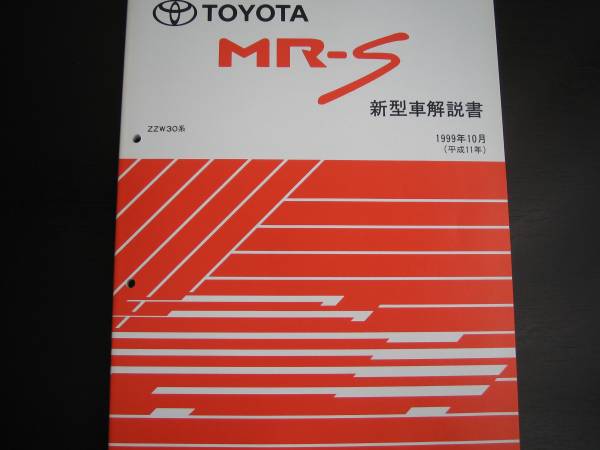 TOYOTA
MR-S
新型車解説書
ZZW30系
1999年10月
(平成11年)